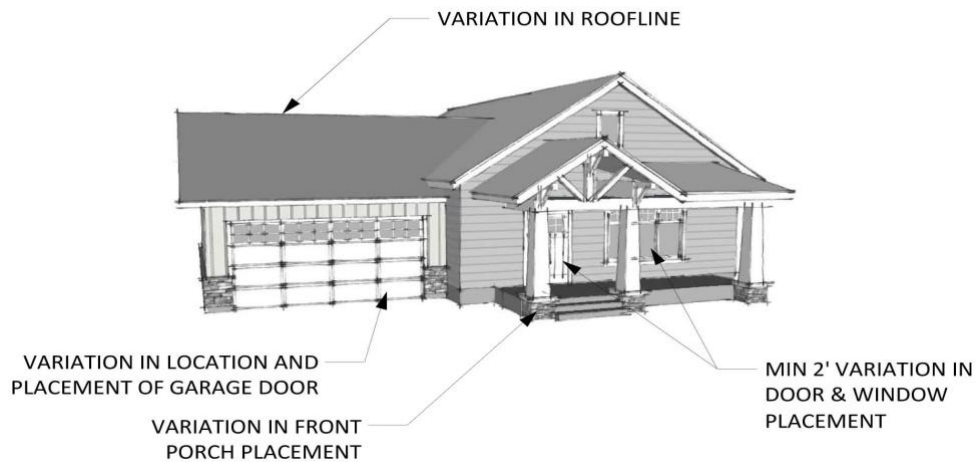 VARIATION IN ROOFLINE
VARIATION IN LOCATION AND
PLACEMENT OF GARAGE DOOR
VARIATION IN FRONT
PORCH PLACEMENT
MIN 2' VARIATION IN
DOOR & WINDOW
PLACEMENT